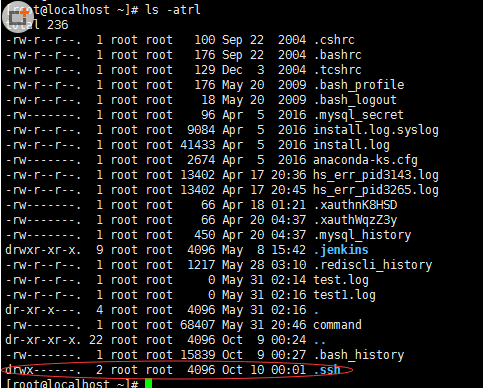 root@localhost ~]# ls -atrl
total 236
-rw-r--r--. 1 root root 100 Sep 22 2004 .cshrc
-rw-r--r--. 1 root root 176 Sep 22 2004 .bashrc
-rw-r--r--. 1 root root 129 Dec 3 2004 .tcshrc
-rw-r--r--. 1 root root 176 May 20 2009 .bash_profile
-rw-r--r--. 1 root root 18 May 20 2009 .bash_logout
-rw-------. 1 root root 96 Apr 5 2016 .mysql_secret
-rw-r--r--. 1 root root 9084 Apr 5 2016 install.log.syslog
-rw-r--r--. 1 root root 41433 Apr 5 2016 install.log
-rw-------. 1 root root 2674 Apr 5 2016 anaconda-ks.cfg
-rw-r--r--. 1 root root 13402 Apr 17 20:36 hs_err_pid3143.log
-rw-r--r--. 1 root root 13402 Apr 17 20:45 hs_err_pid3265.log
-rw-------. 1 root root 66 Apr 18 01:21 .xauthnK8HSD
-rw-------. 1 root root 66 Apr 20 04:37 .xauthWqzZ3y
-rw-------. 1 root root 450 Apr 20 04:37 .mysql_history
drwxr-xr-x. 9 root root 4096 May 8 15:42 .jenkins
-rw-r--r--. 1 root root 1217 May 28 03:10 .rediscli_history
-rw-r--r--. 1 root root 0 May 31 02:14 test.log
-rw-r--r--. 1 root root 0 May 31 02:16 test1.log
dr-xr-x---. 4 root root 4096 May 31 02:16 .
-rw-r--r--. 1 root root 68407 May 31 20:46 command
dr-xr-xr-x. 22 root root 4096 Oct 9 00:24 ..
-rw-------. 1 root root 15839 Oct 9 00:27 .bash_history
drwx------. 2 root root 4096 Oct 10 00:01 .ssh
[root@localhost ~]#